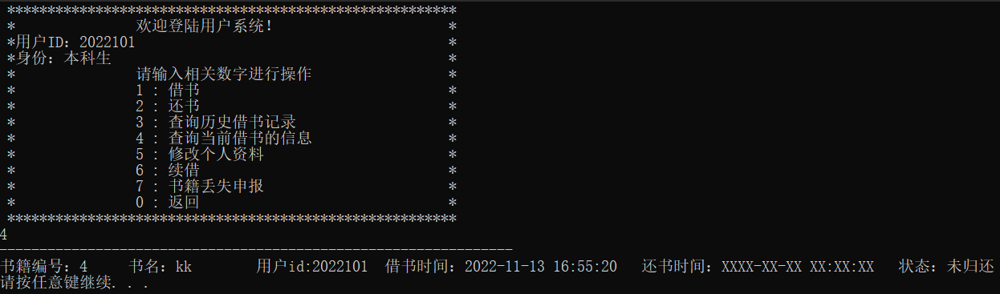 ********************************************************
* 欢迎登陆用户系统! *
*用户ID: 2022101 *
*身份: 本科生 *
* 请输入相关数字进行操作 *
* 1 : 借书 *
* 2 : 还书 *
* 3 : 查询历史借书记录 *
* 4 : 查询当前借书的信息 *
* 5 : 修改个人资料 *
* 6 : 续借 *
* 7 : 书籍丢失申报 *
* 0 : 返回 *
********************************************************
4
----------------------------------------------------------------
书籍编号: 4 书名: kk 用户id:2022101 借书时间: 2022-11-13 16:55:20 还书时间: XXXX-XX-XX XX:XX:XX 状态: 未归还
请按任意键继续. . .